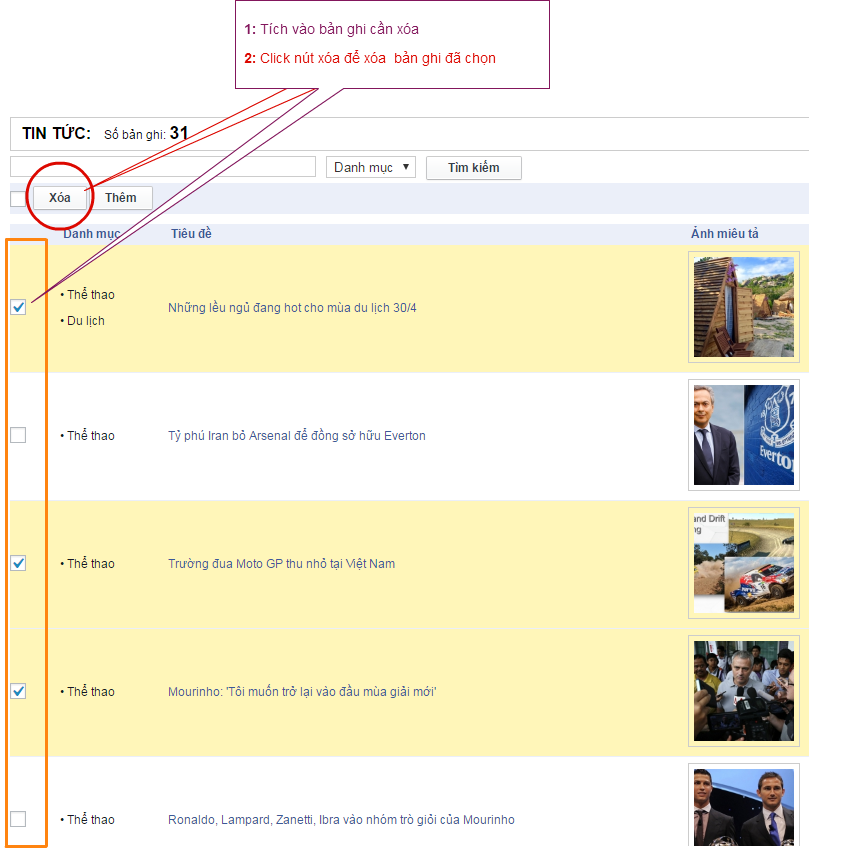 1: Tích vào bản ghi cần xóa
2: Click nút xóa để xóa bản ghi đã chọn
TIN TỨC: Số bản ghi: 31
Danh mục ▼ Tìm kiếm
Xóa Thêm
Danh mục Tiêu đề Ảnh miêu tả
• Thể thao
• Du lịch
Những lều ngủ đang hot cho mùa du lịch 30/4
• Thể thao Tỷ phú Iran bỏ Arsenal để đồng sở hữu Everton
Everton
and Drift
ng
• Thể thao Trường đua Moto GP thu nhỏ tại Việt Nam
• Thể thao Mourinho: 'Tôi muốn trở lại vào đầu mùa giải mới'
• Thể thao Ronaldo, Lampard, Zanetti, Ibra vào nhóm trò giỏi của Mourinho